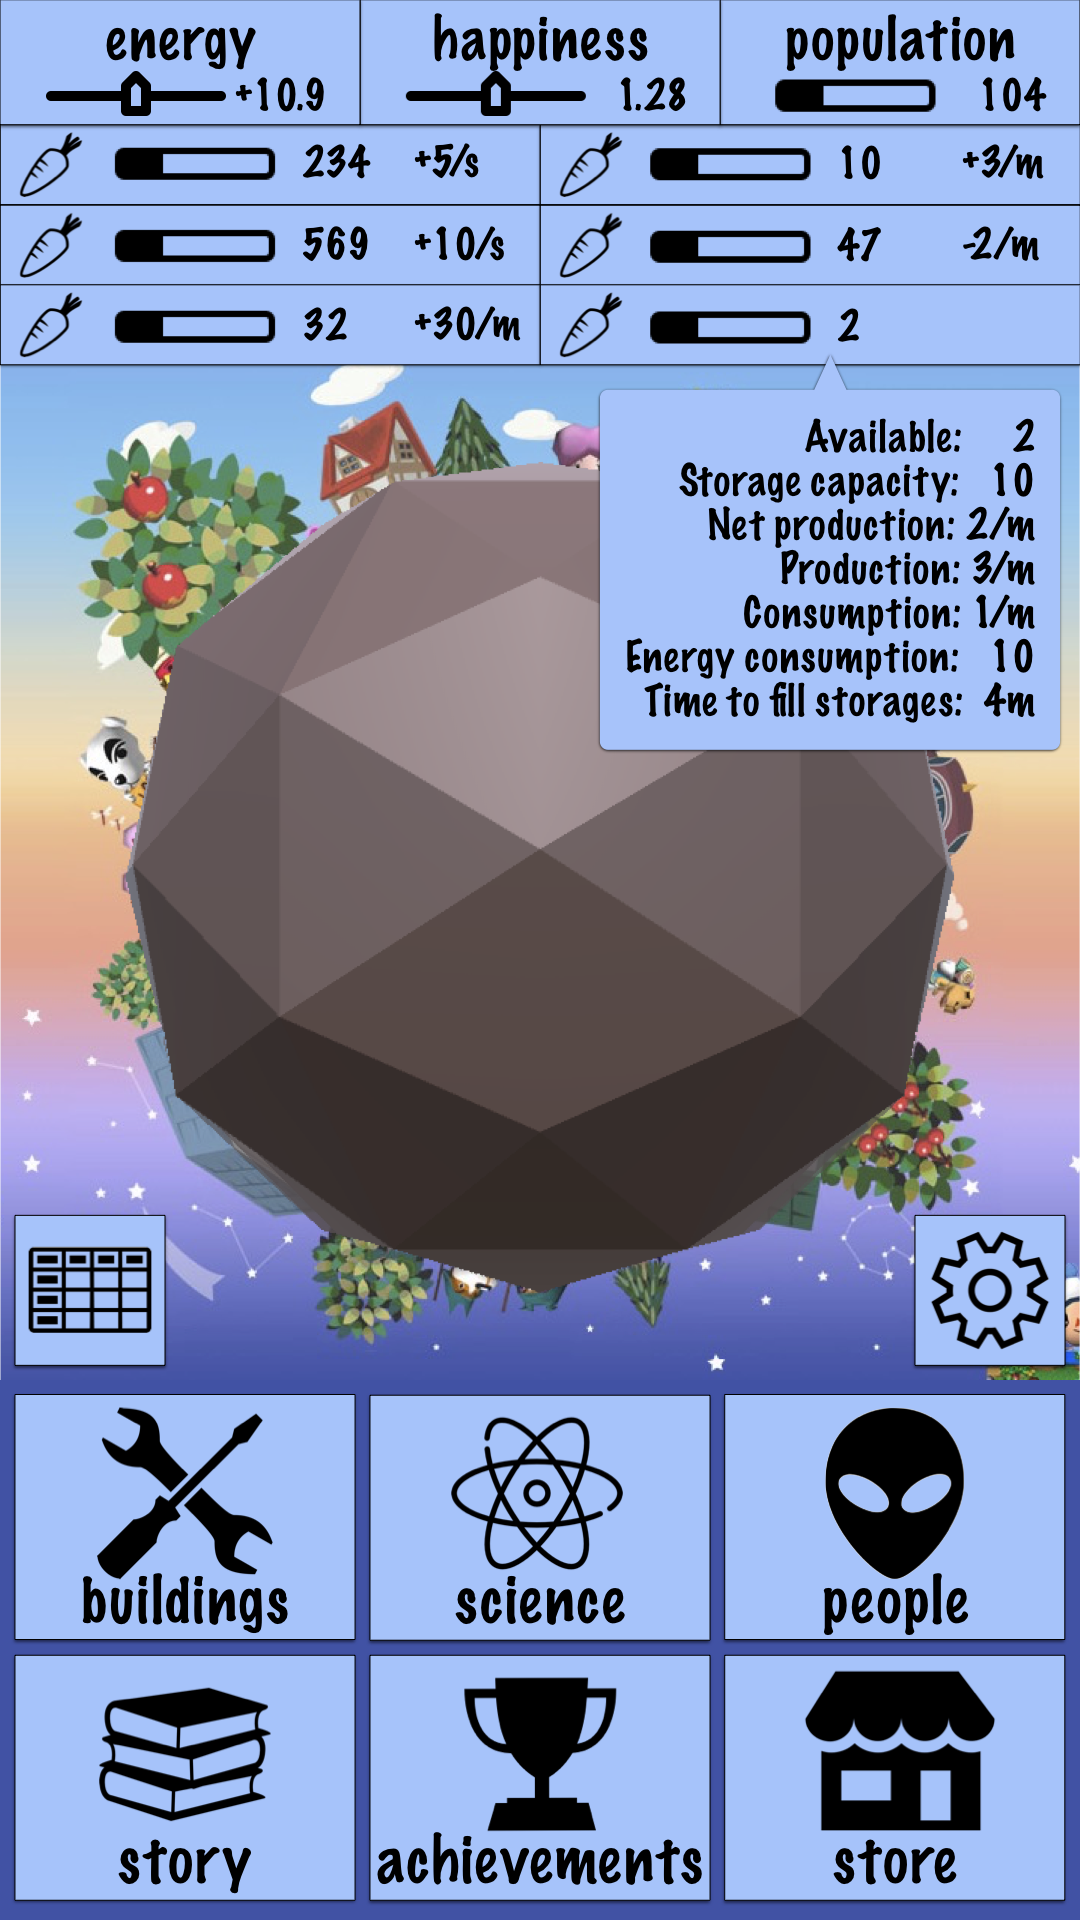 energy happiness population
+10.9 1.28 104
234 +5/s 10 +3/m
569 +10/s 47 -2/m
32 +30/m 2
Available: 2
Storage capacity: 10
Net production: 2/m
Production: 3/m
Consumption: 1/m
Energy consumption: 10
Time to fill storages: 4m
buildings science people
story achievements store